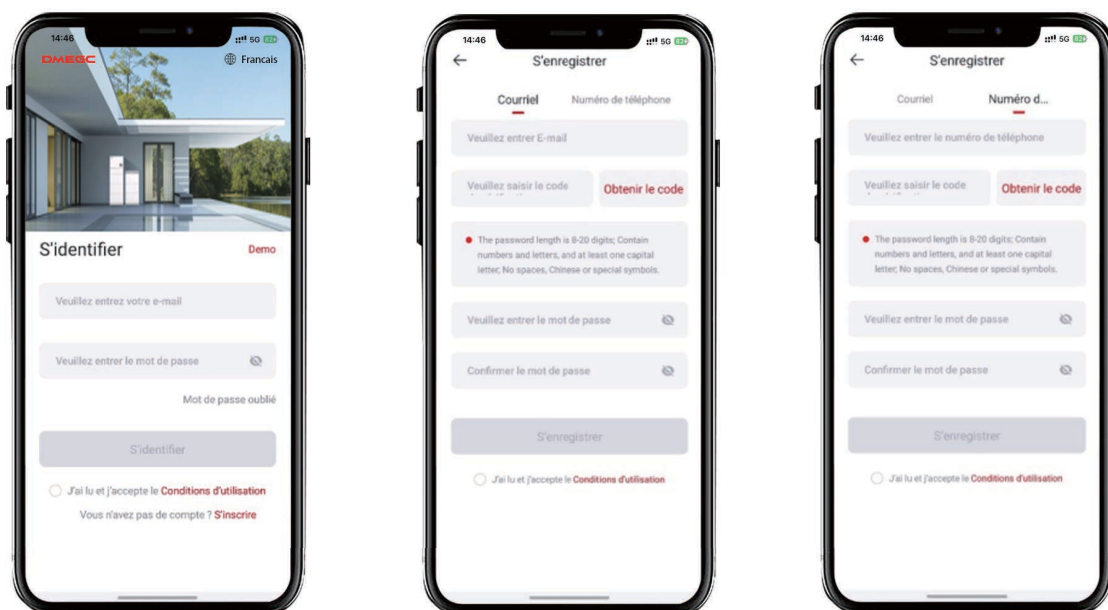 14:46
5G
DMEGC
Francais
S'identifier
Demo
Veuillez entrez votre e-mail
Veuillez entrer le mot de passe
Mot de passe oublié
S'identifier
J'ai lu et j'accepte le Conditions d'utilisation
Vous n'avez pas de compte ? S'inscrire
14:46
5G
S'enregistrer
Courriel
Numéro de téléphone
Veuillez entrer E-mail
Veuillez saisir le code
Obtenir le code
The password length is 8-20 digits; Contain
numbers and letters, and at least one capital
letter; No spaces, Chinese or special symbols.
Veuillez entrer le mot de passe
Confirmer le mot de passe
S'enregistrer
J'ai lu et j'accepte le Conditions d'utilisation
14:46
5G
S'enregistrer
Courriel
Numéro d...
Veuillez entrer le numéro de téléphone
Veuillez saisir le code
Obtenir le code
The password length is 8-20 digits; Contain
numbers and letters, and at least one capital
letter; No spaces, Chinese or special symbols.
Veuillez entrer le mot de passe
Confirmer le mot de passe
S'enregistrer
J'ai lu et j'accepte le Conditions d'utilisation